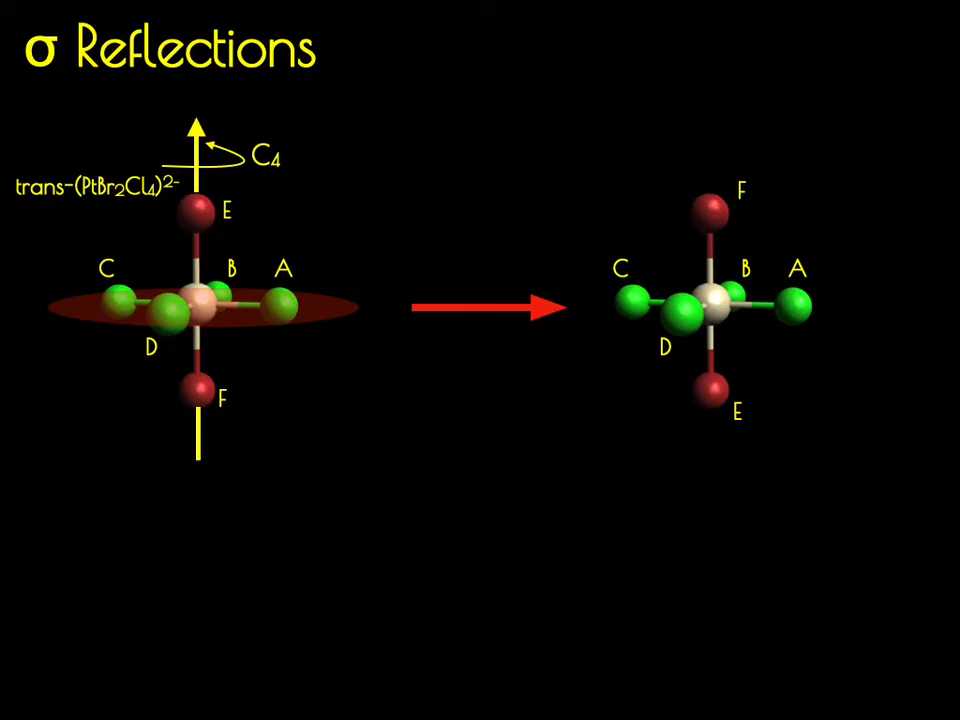 σ Reflections
C₄
trans-(PtBr₂Cl₄)²⁻
E
C
B
A
D
F
F
C
B
A
D
E